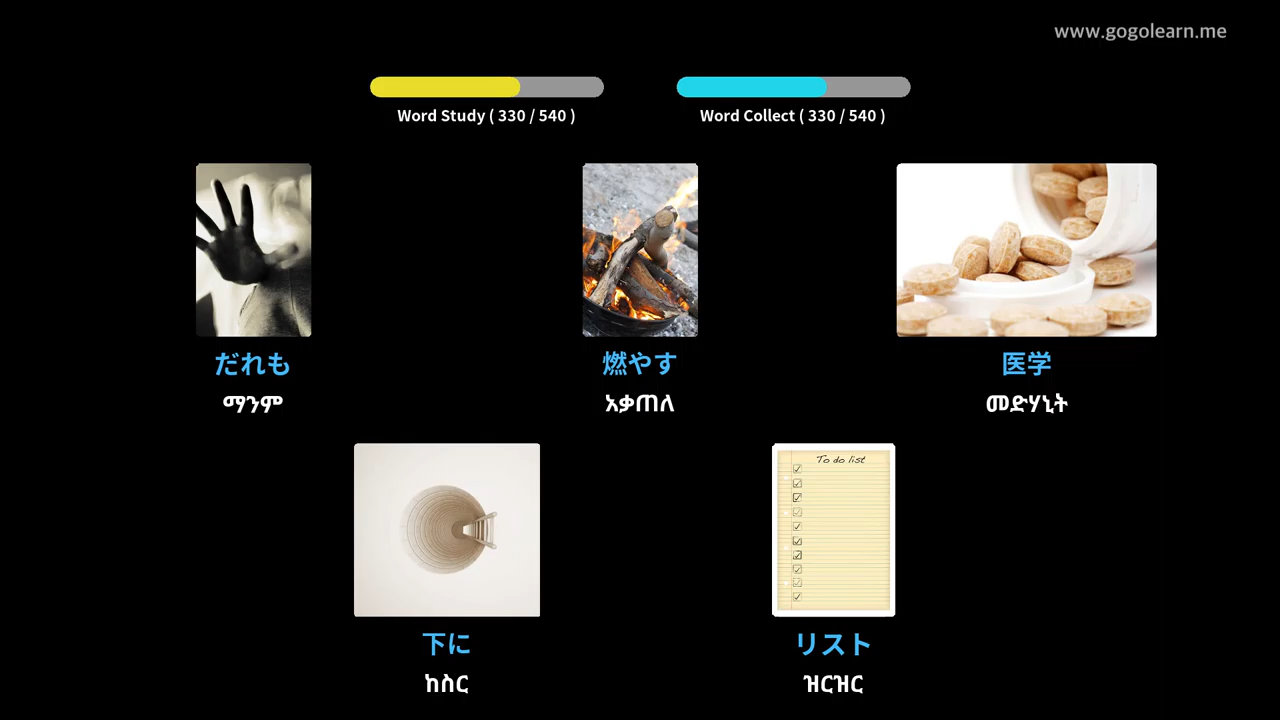 www.gogolearn.me
Word Study ( 330 / 540 )
Word Collect ( 330 / 540 )
だれも
ማንም
燃やす
አቃጠለ
医学
መድሃኒት
To do list
下に
ከስር
リスト
ዝርዝር